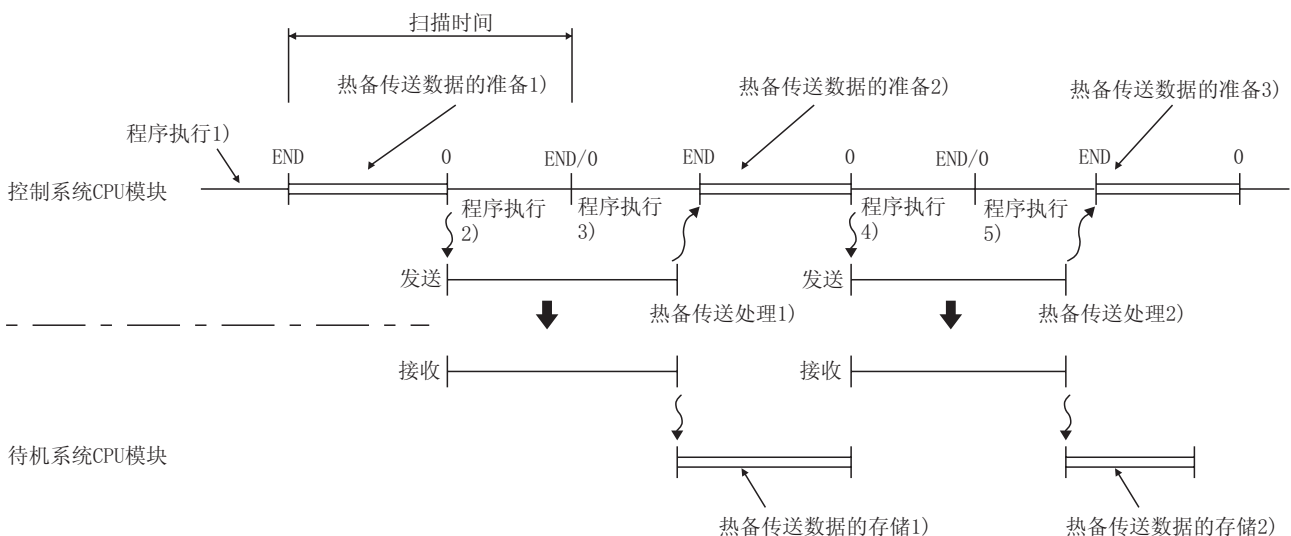 扫描时间
热备传送数据的准备1)
热备传送数据的准备2)
热备传送数据的准备3)
程序执行1)
END
0
END/0
END
0
END/0
END
0
控制系统CPU模块
程序执行
2)
程序执行
3)
程序执行
4)
程序执行
5)
发送
发送
热备传送处理1)
热备传送处理2)
接收
接收
待机系统CPU模块
热备传送数据的存储1)
热备传送数据的存储2)